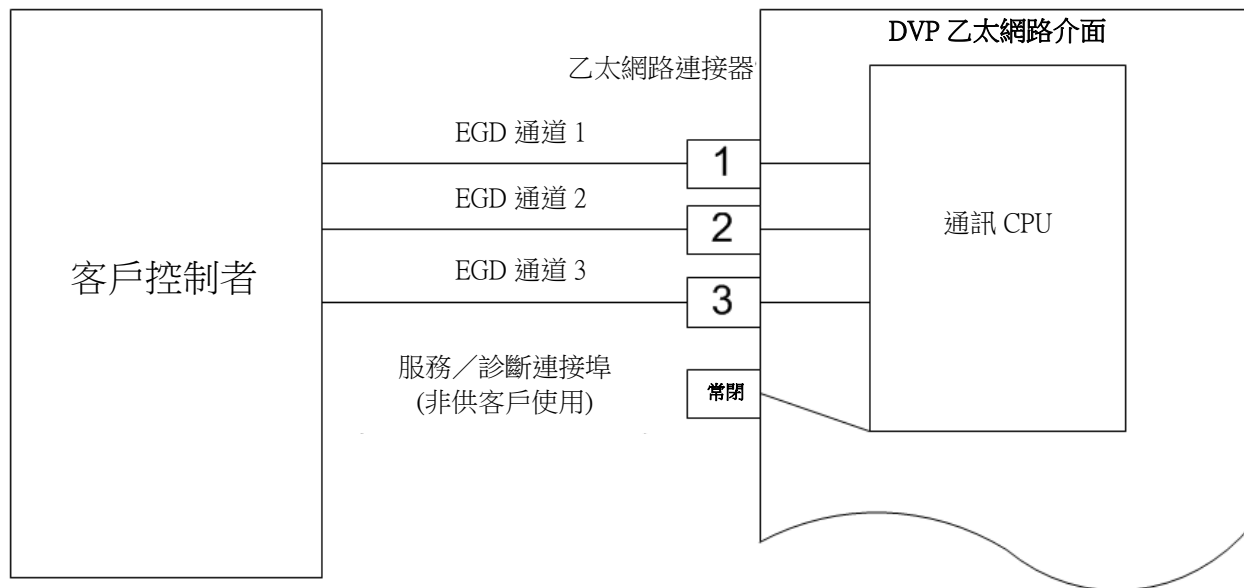 DVP 乙太網路介面
乙太網路連接器
EGD 通道 1
1
EGD 通道 2
2
通訊 CPU
客戶控制者
EGD 通道 3
3
服務／診斷連接埠
(非供客戶使用)
常閉